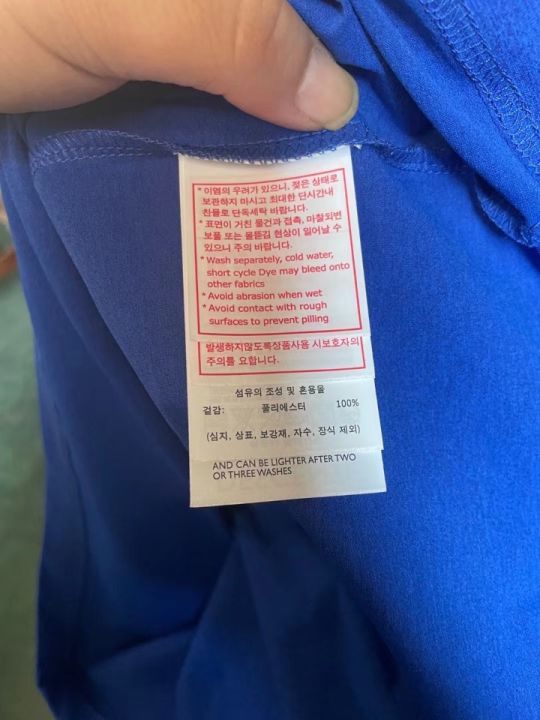 * 이염의 우려가 있으니, 젖은 상태로
보관하지 마시고 최대한 단시간내
찬물로 단독세탁 바랍니다.
* 표면이 거친 물건과 접촉, 마찰되면
보풀 또는 올뜯김 현상이 일어날 수
있으니 주의 바랍니다.
* Wash separately, cold water,
short cycle Dye may bleed onto
other fabrics
* Avoid abrasion when wet
* Avoid contact with rough
surfaces to prevent pilling
발생하지않도록상품사용 시보호자의
주의를 요합니다.
섬유의 조성 및 혼용율
겉감: 폴리에스터 100%
(심지, 상표, 보강재, 자수, 장식 제외)
AND CAN BE LIGHTER AFTER TWO
OR THREE WASHES